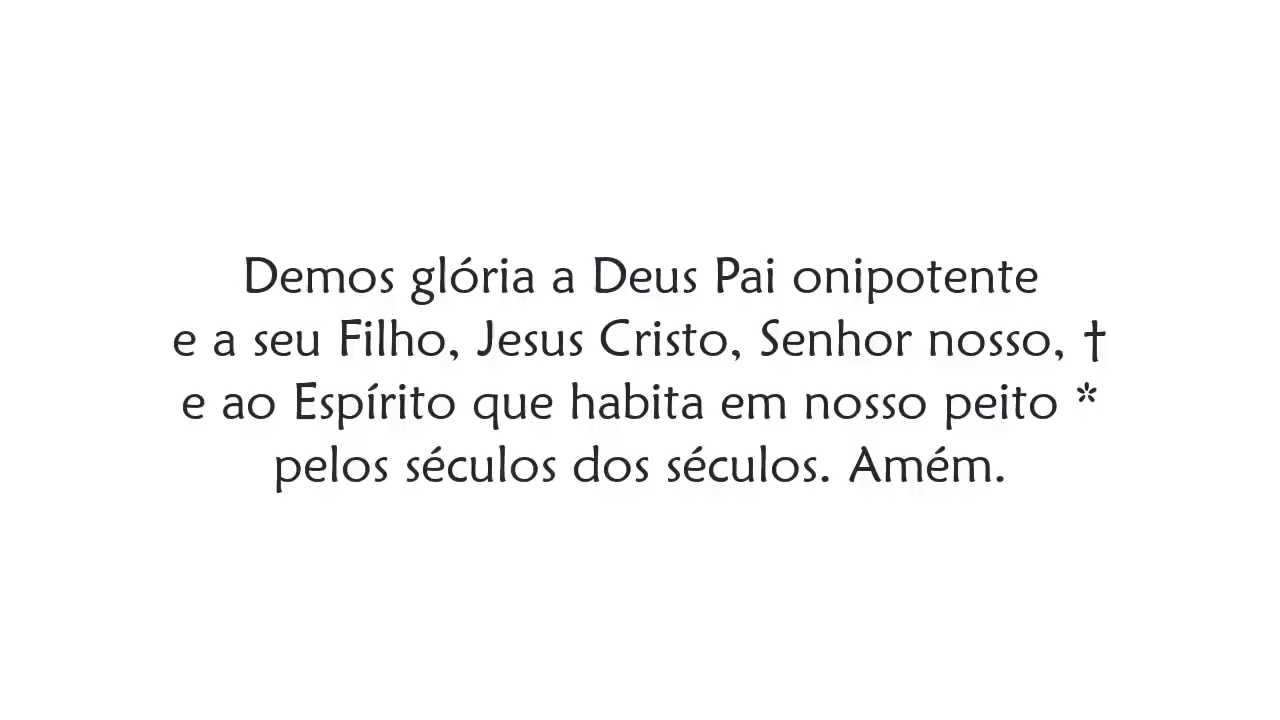 Demos glória a Deus Pai onipotente
e a seu Filho, Jesus Cristo, Senhor nosso, †
e ao Espírito que habita em nosso peito *
pelos séculos dos séculos. Amém.